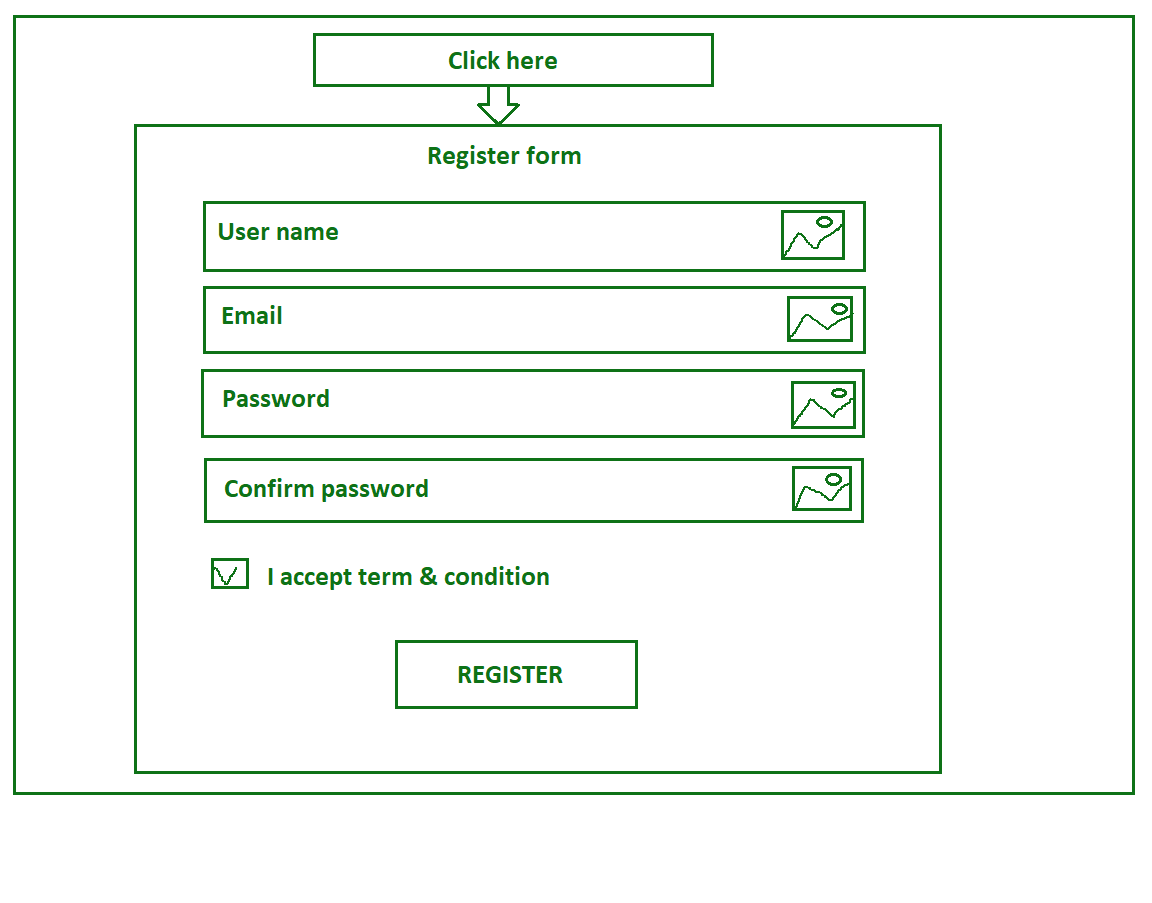 Click here
Register form
User name
Email
Password
Confirm password
I accept term & condition
REGISTER